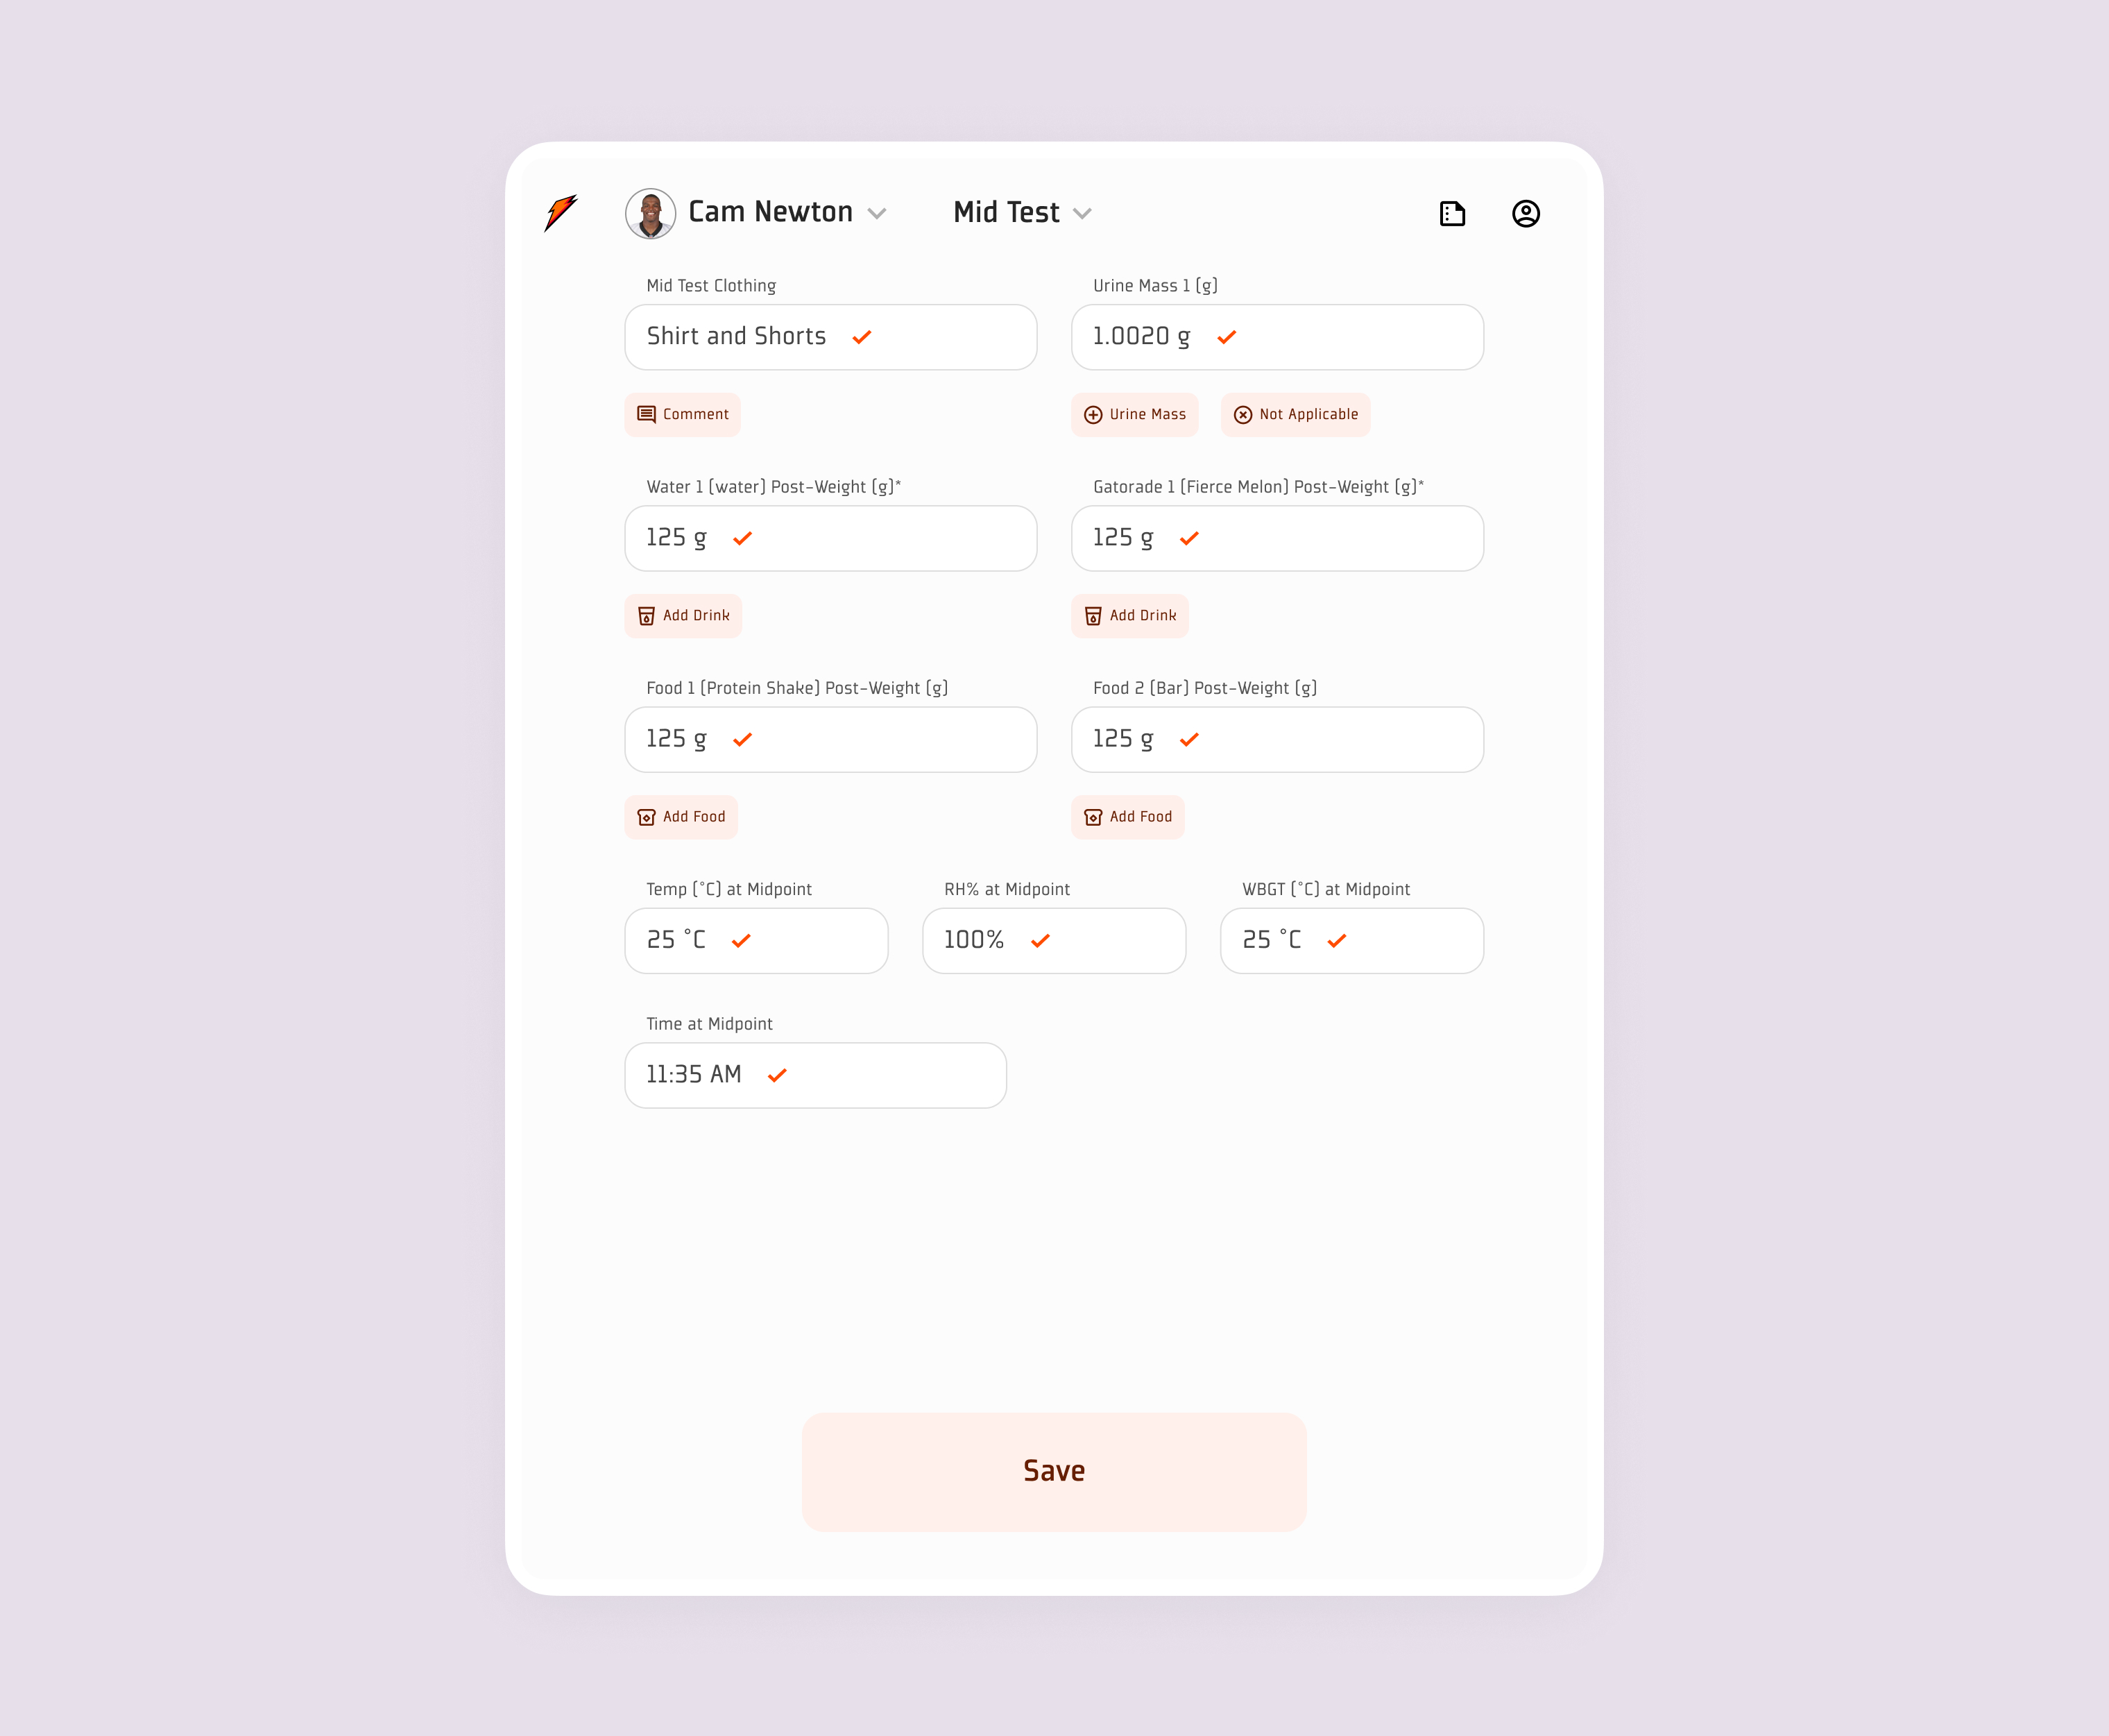 Cam Newton
Mid Test
Mid Test Clothing
Urine Mass 1 (g)
Shirt and Shorts
1.0020 g
Comment
Urine Mass
Not Applicable
Water 1 (water) Post-Weight (g)*
Gatorade 1 (Fierce Melon) Post-Weight (g)*
125 g
125 g
Add Drink
Add Drink
Food 1 (Protein Shake) Post-Weight (g)
Food 2 (Bar) Post-Weight (g)
125 g
125 g
Add Food
Add Food
Temp (°C) at Midpoint
RH% at Midpoint
WBGT (°C) at Midpoint
25 °C
100%
25 °C
Time at Midpoint
11:35 AM
Save